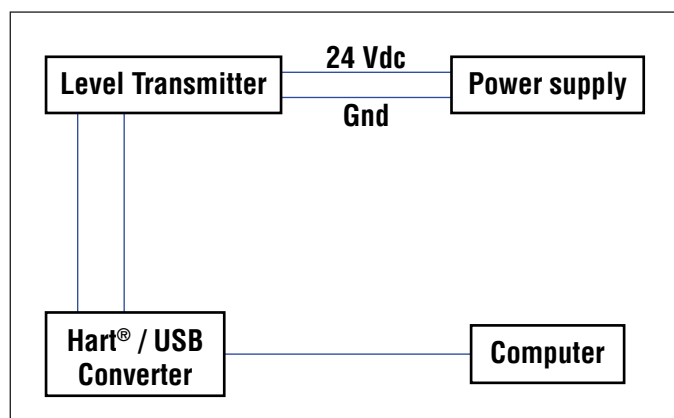 24 Vdc
Level Transmitter
Power supply
Gnd
Hart® / USB
Converter
Computer